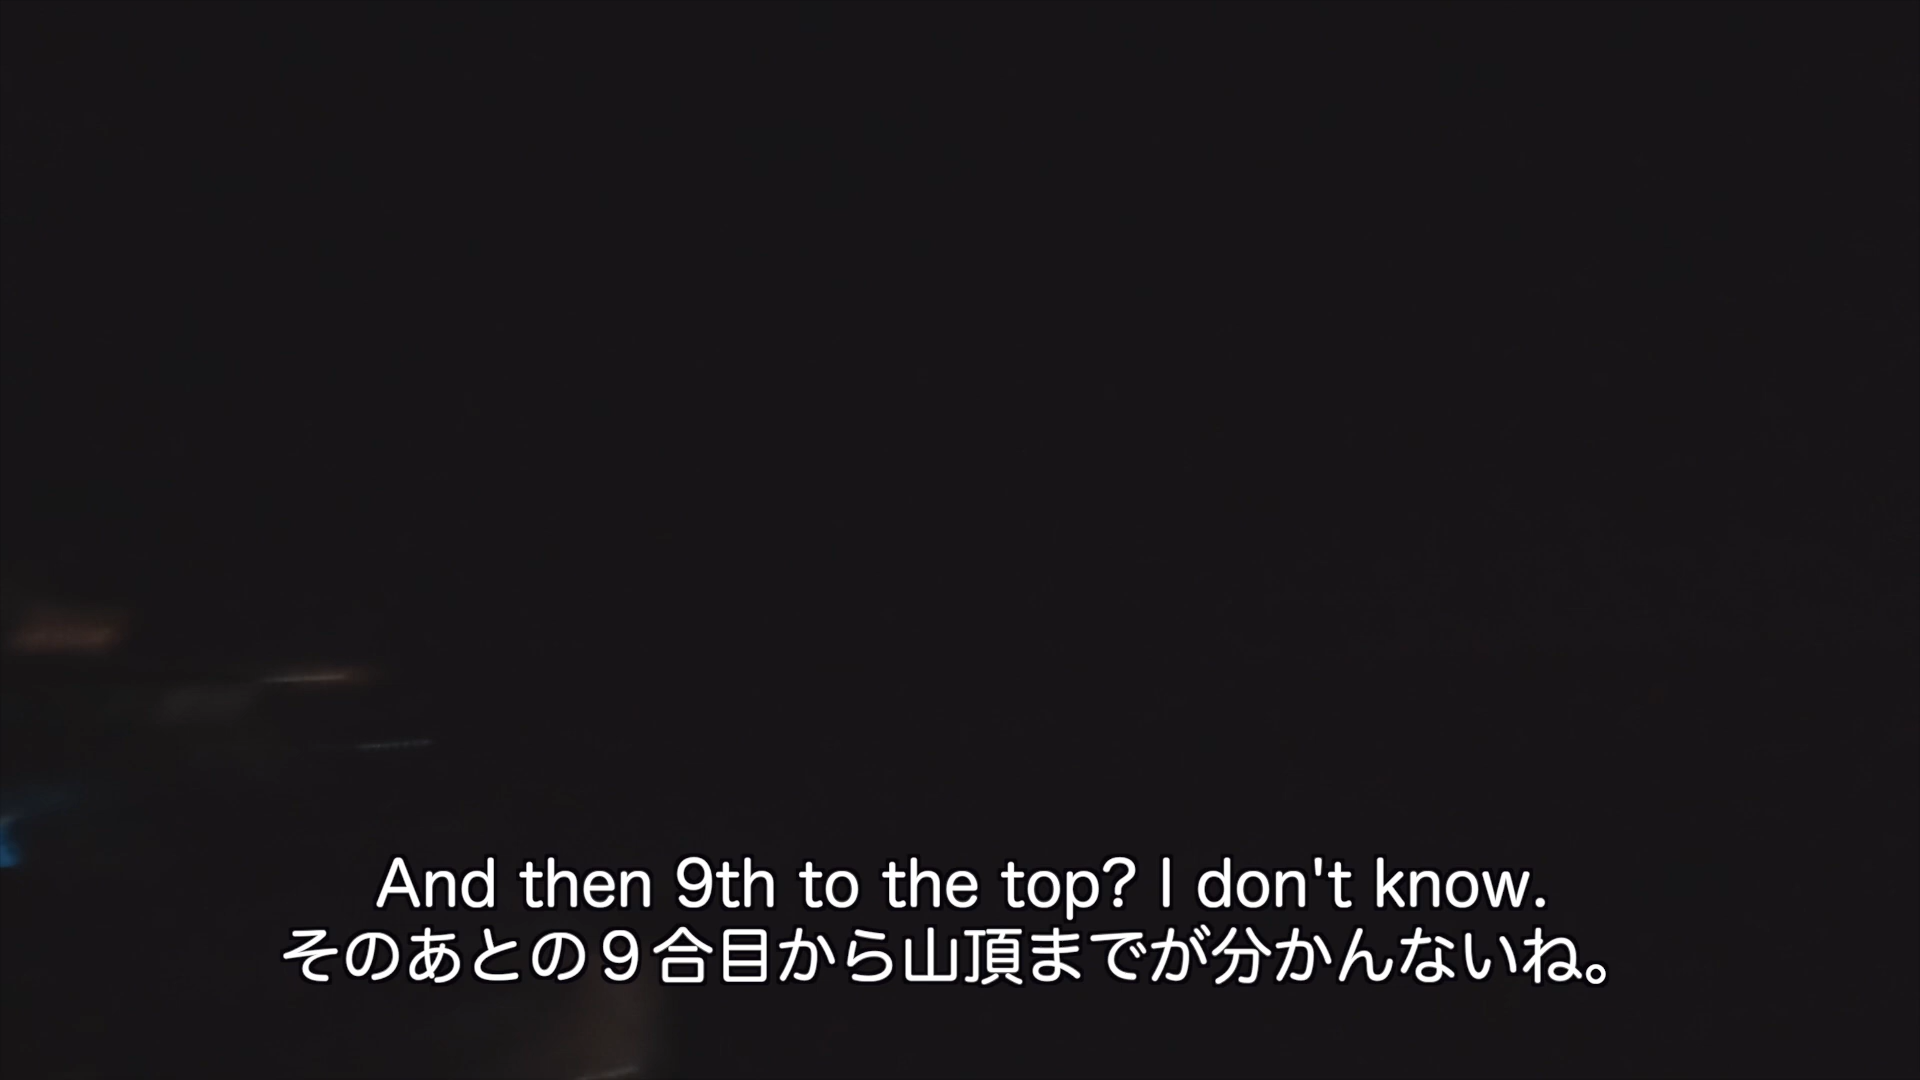 And then 9th to the top? I don't know.
そのあとの９合目から山頂までが分かんないね。